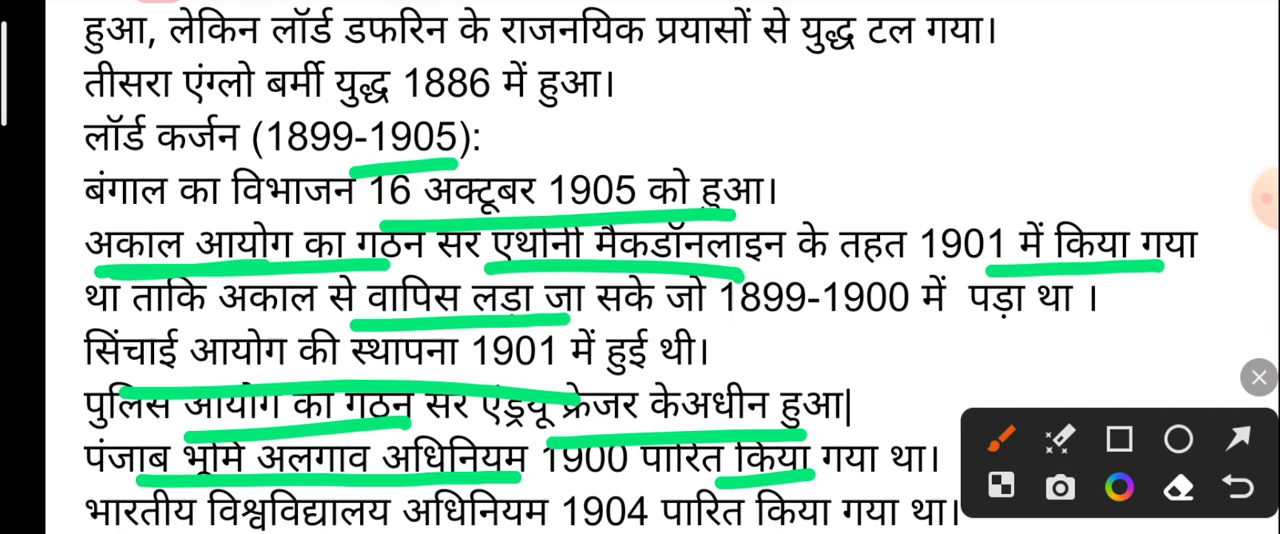 हुआ, लेकिन लॉर्ड डफरिन के राजनयिक प्रयासों से युद्ध टल गया।
तीसरा एंग्लो बर्मी युद्ध 1886 में हुआ।
लॉर्ड कर्जन (1899-1905):
बंगाल का विभाजन 16 अक्टूबर 1905 को हुआ।
अकाल आयोग का गठन सर एथोनी मैकडॉनलाइन के तहत 1901 में किया गया
था ताकि अकाल से वापिस लड़ा जा सके जो 1899-1900 में पड़ा था ।
सिंचाई आयोग की स्थापना 1901 में हुई थी।
पुलिस आयोग का गठन सर एंड्रयू फ्रेजर केअधीन हुआ|
पंजाब भूमि अलगाव अधिनियम 1900 पारित किया गया था।
भारतीय विश्वविद्यालय अधिनियम 1904 पारित किया गया था।